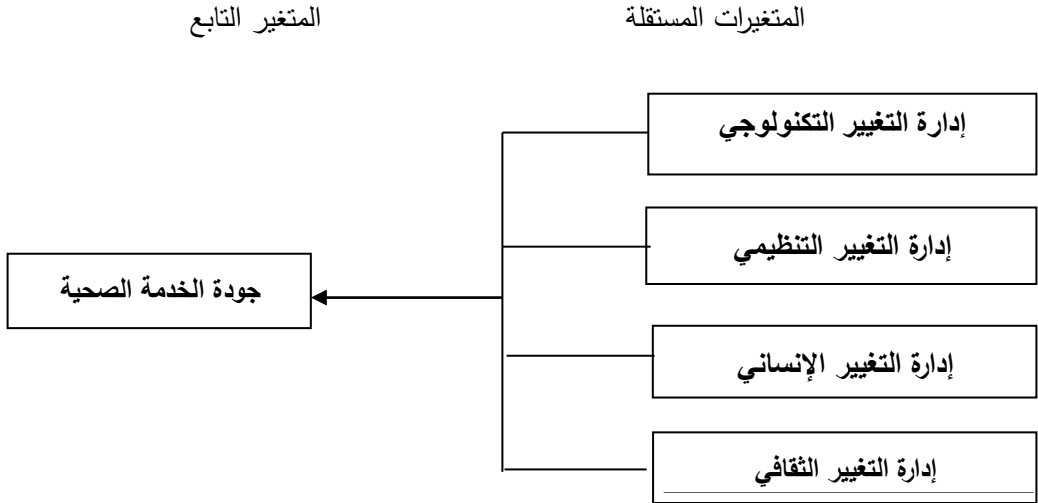 المتغيرات المستقلة
المتغير التابع
إدارة التغيير التكنولوجي
إدارة التغيير التنظيمي
جودة الخدمة الصحية
إدارة التغيير الإنساني
إدارة التغيير الثقافي